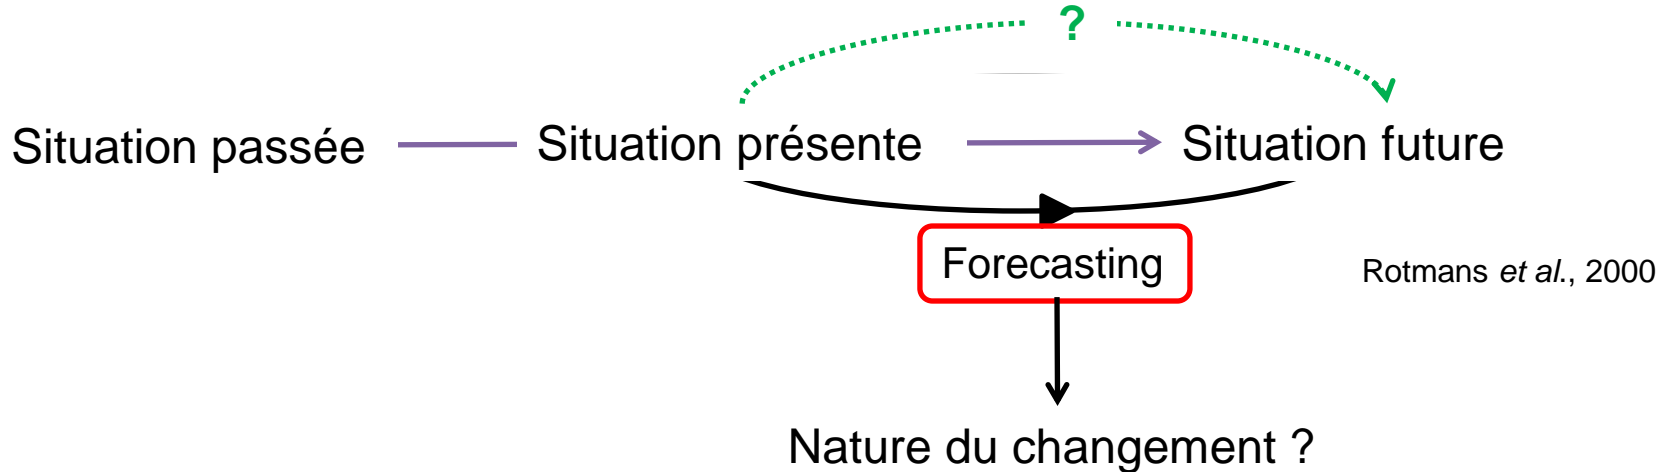 ?
Situation passée
Situation présente
Situation future
Forecasting
Rotmans et al., 2000
Nature du changement ?